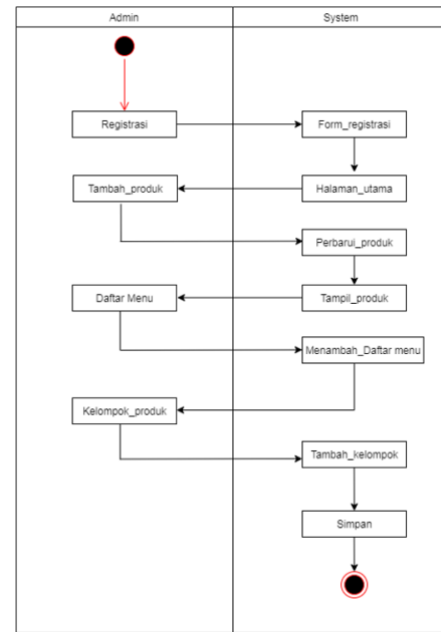 Admin
System
Registrasi
Form_registrasi
Tambah_produk
Halaman_utama
Perbarui_produk
Daftar Menu
Tampil_produk
Menambah_Daftar menu
Kelompok_produk
Tambah_kelompok
Simpan